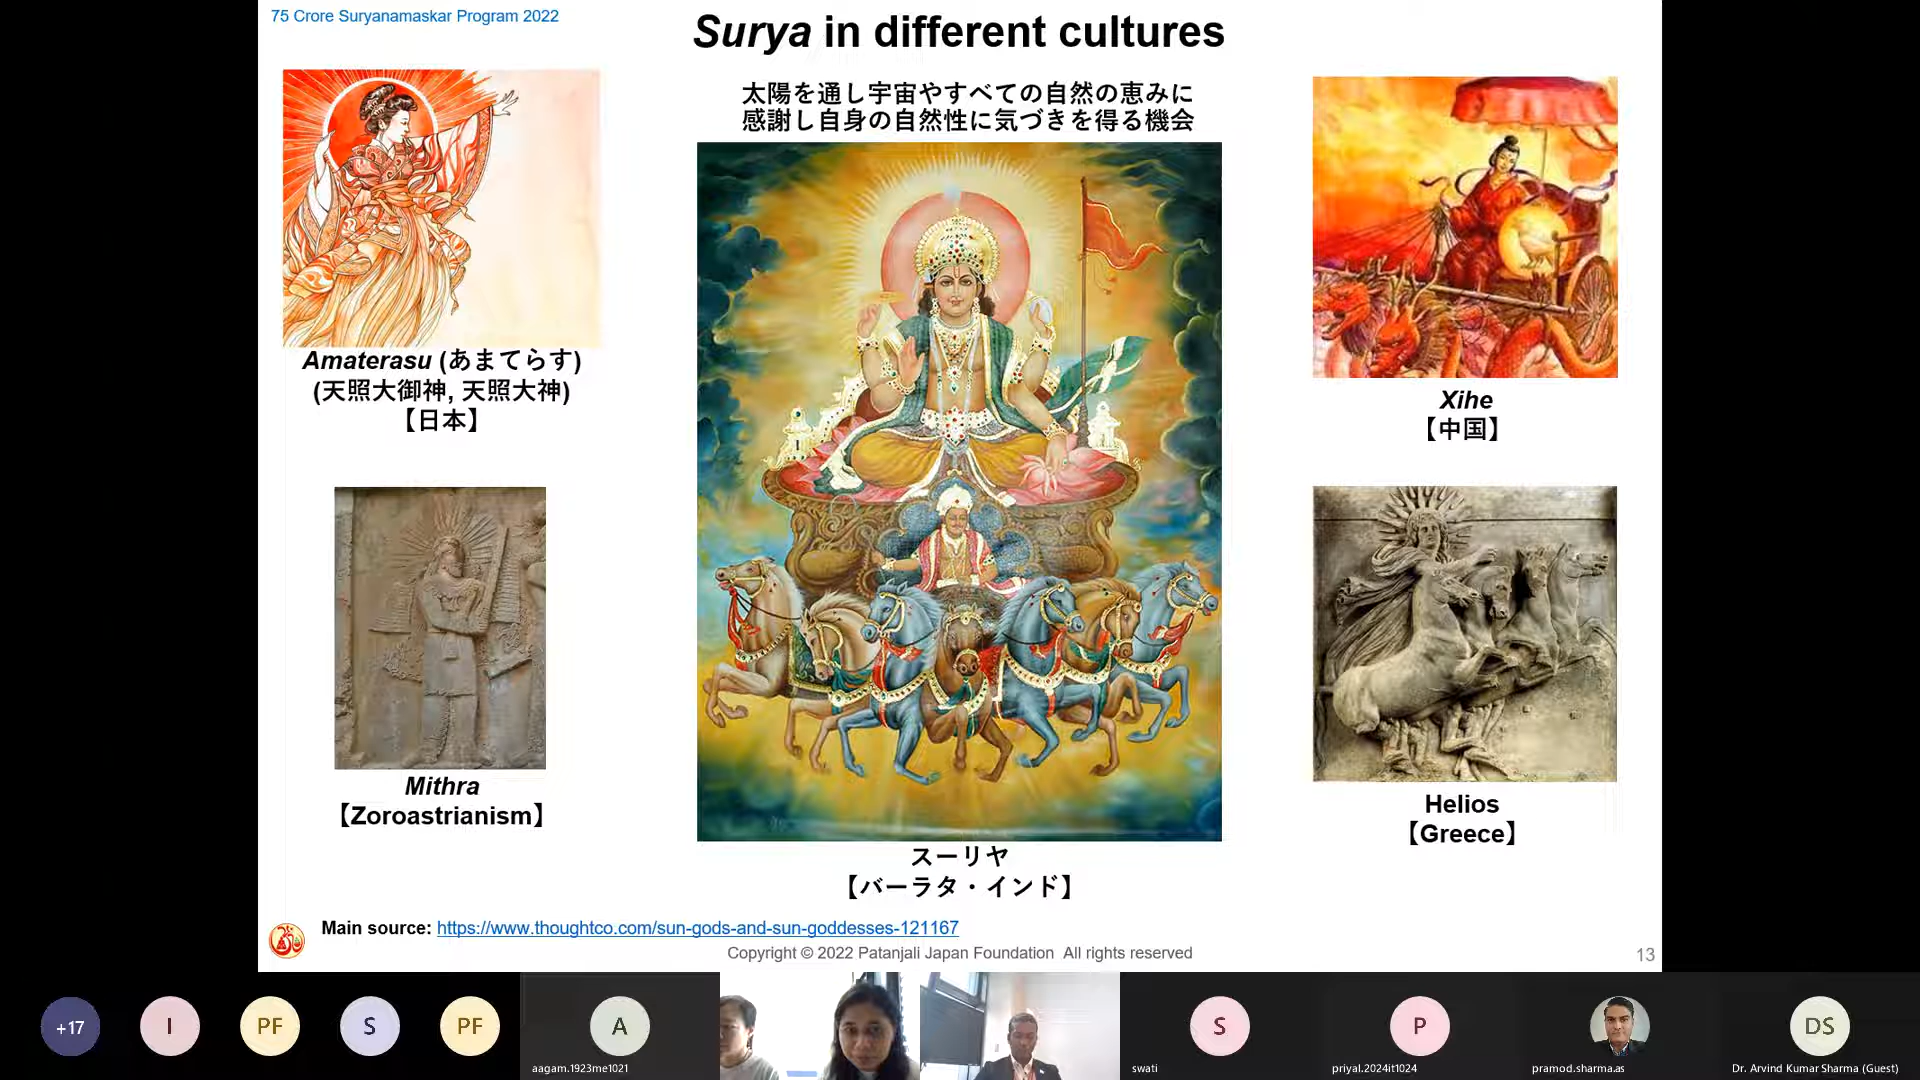 75 Crore Suryanamaskar Program 2022
Surya in different cultures
太陽を通し宇宙やすべての自然の恵みに
感謝し自身の自然性に気づきを得る機会
Amaterasu (あまてらす)
(天照大御神, 天照大神)
【日本】
Xihe
【中国】
Mithra
【Zoroastrianism】
Helios
【Greece】
スーリヤ
【バーラタ・インド】
Main source: https://www.thoughtco.com/sun-gods-and-sun-goddesses-121167
Copyright © 2022 Patanjali Japan Foundation All rights reserved
13
+17
I
PF
S
PF
A
aagam.1923me1021
S
swati
P
priyal.2024it1024
pramod.sharma.as
DS
Dr. Arvind Kumar Sharma (Guest)